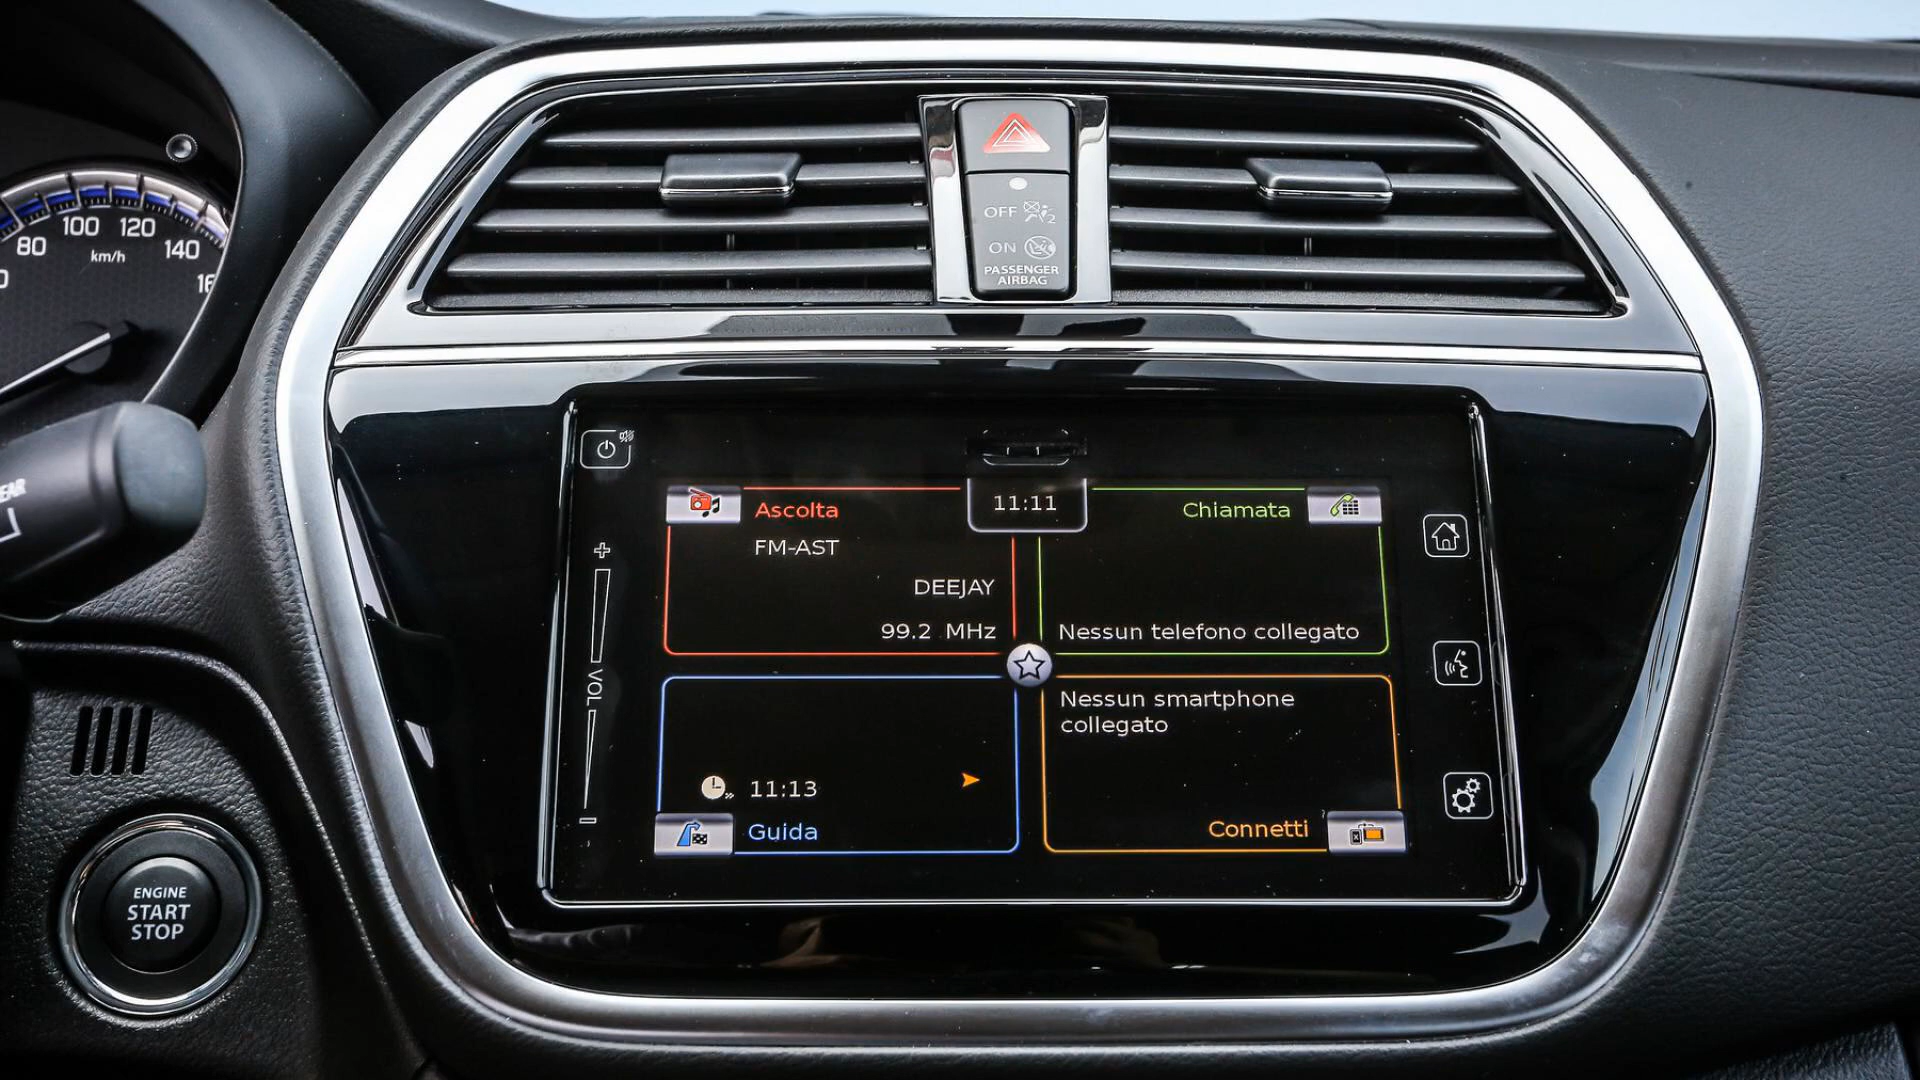 80
100
120
140
km/h
OFF
2
ON
PASSENGER
AIRBAG
Ascolta
11:11
Chiamata
FM-AST
DEEJAY
99.2 MHz
Nessun telefono collegato
+
VOL
-
Nessun smartphone
collegato
11:13
Guida
Connetti
ENGINE
START
STOP